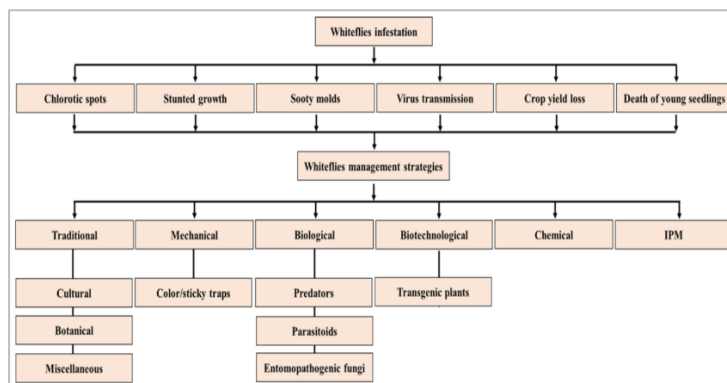 Whiteflies infestation
Chlotic spots
Stunted growth
Sooty molds
Virus transmission
Crop yield loss
Death of young seedlings
Whiteflies management strategies
Traditional
Mechanical
Biological
Biotechnological
Chemical
IPM
Cultural
Color/sticky traps
Predators
Transgenic plants
Botanical
Parasitoids
Miscellaneous
Entomopathogenic fungi